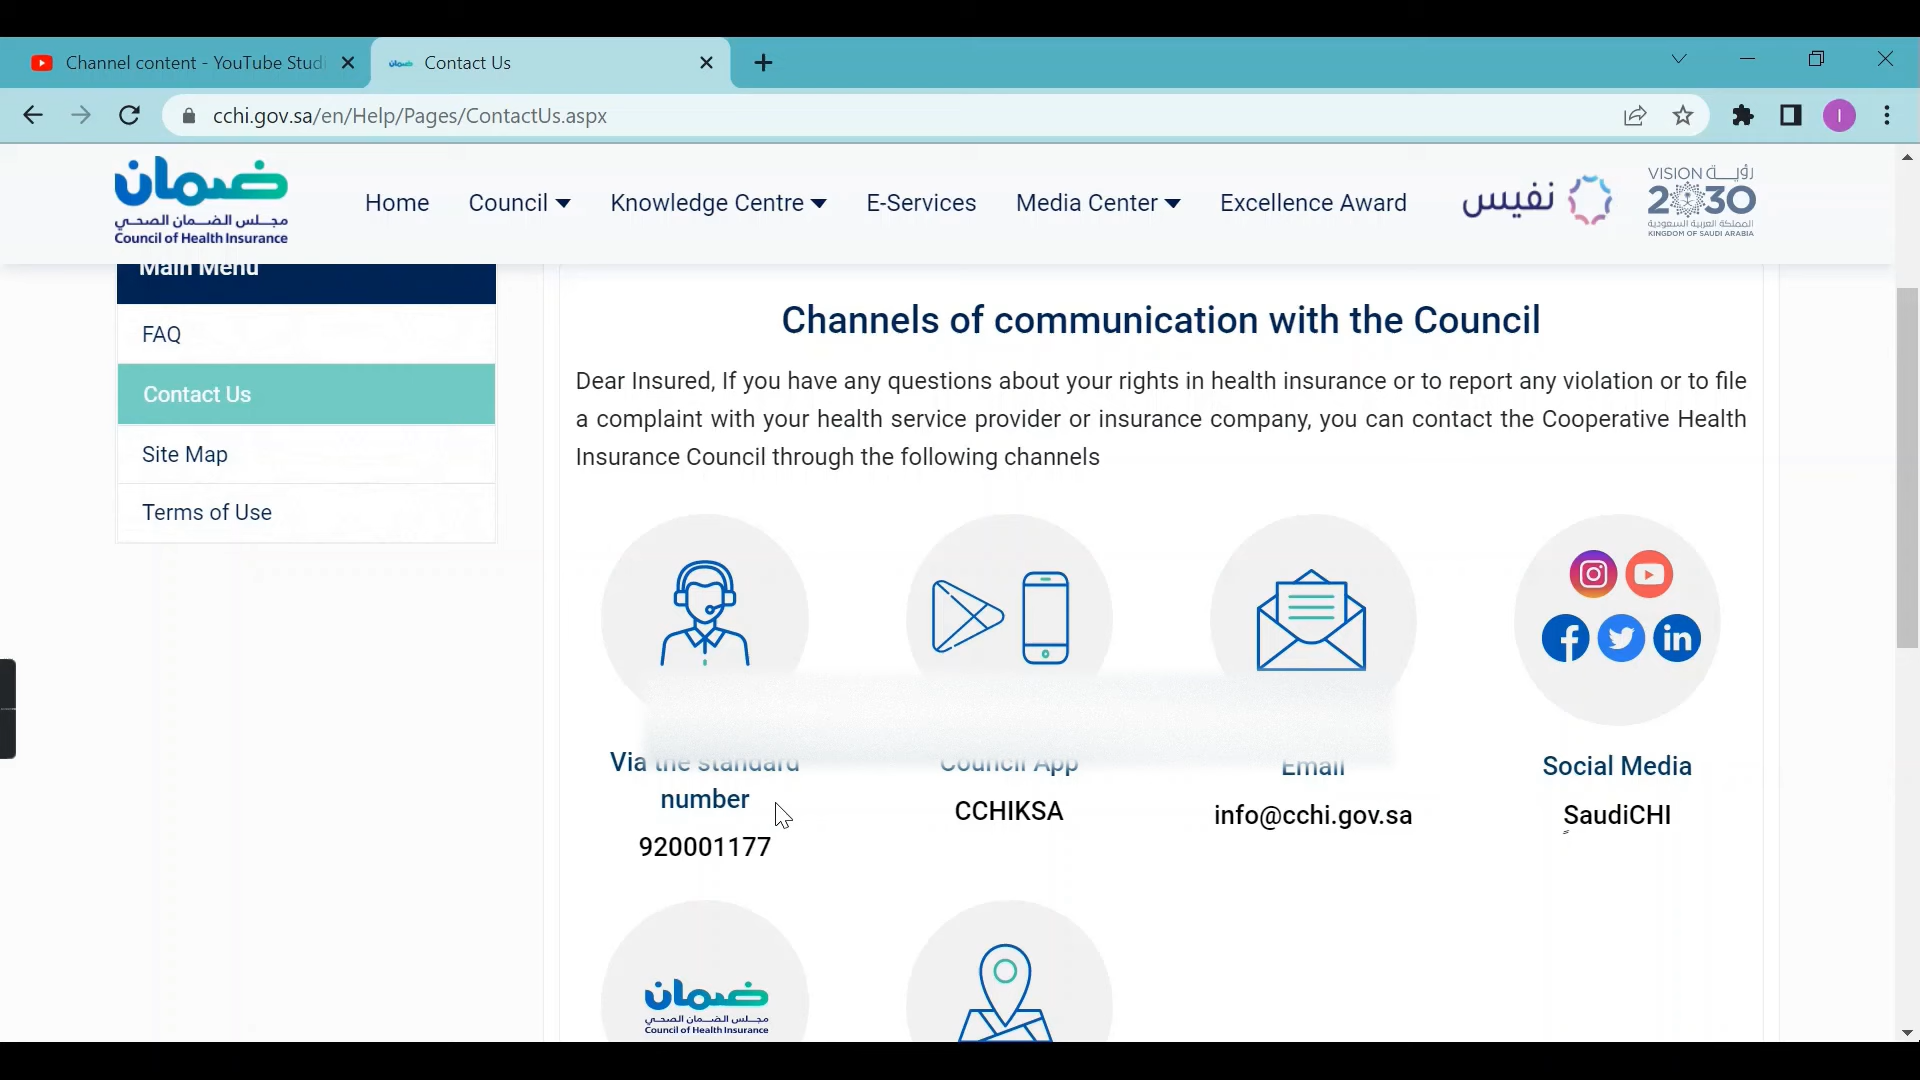 Channel content - YouTube Studi
Contact Us
cchi.gov.sa/en/Help/Pages/ContactUs.aspx
I
ضمان
مجلس الضمان الصحي
Council of Health Insurance
Home
Council
Knowledge Centre
E-Services
Media Center
Excellence Award
نفيس
VISION رؤية
2030
المملكة العربية السعودية
KINGDOM OF SAUDI ARABIA
Main Menu
FAQ
Contact Us
Site Map
Terms of Use
Channels of communication with the Council
Dear Insured, If you have any questions about your rights in health insurance or to report any violation or to file
a complaint with your health service provider or insurance company, you can contact the Cooperative Health
Insurance Council through the following channels
Via the standard
number
920001177
Council App
CCHIKSA
Email
info@cchi.gov.sa
Social Media
SaudiCHI
ضمان
مجلس الضمان الصحي
Council of Health Insurance